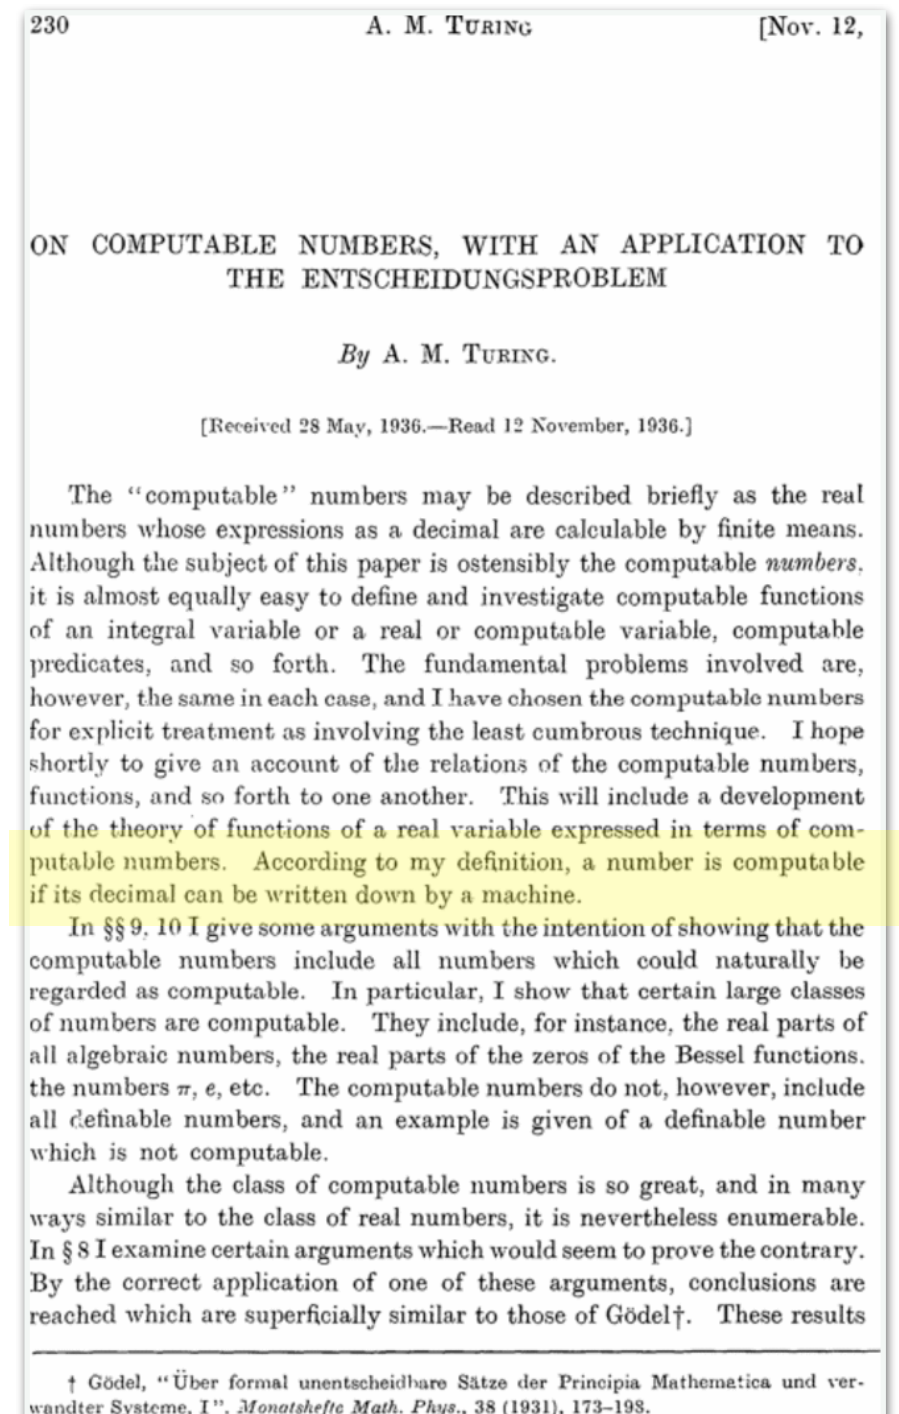 230 A. M. TURING [Nov. 12,
ON COMPUTABLE NUMBERS, WITH AN APPLICATION TO
THE ENTSCHEIDUNGSPROBLEM
By A. M. TURING.
[Received 28 May, 1936.—Read 12 November, 1936.]
The “computable” numbers may be described briefly as the real
numbers whose expressions as a decimal are calculable by finite means.
Although the subject of this paper is ostensibly the computable numbers,
it is almost equally easy to define and investigate computable functions
of an integral variable or a real or computable variable, computable
predicates, and so forth. The fundamental problems involved are,
however, the same in each case, and I have chosen the computable numbers
for explicit treatment as involving the least cumbrous technique. I hope
shortly to give an account of the relations of the computable numbers,
functions, and so forth to one another. This will include a development
of the theory of functions of a real variable expressed in terms of com-
putable numbers. According to my definition, a number is computable
if its decimal can be written down by a machine.
In §§ 9, 10 I give some arguments with the intention of showing that the
computable numbers include all numbers which could naturally be
regarded as computable. In particular, I show that certain large classes
of numbers are computable. They include, for instance, the real parts of
all algebraic numbers, the real parts of the zeros of the Bessel functions,
the numbers π, e, etc. The computable numbers do not, however, include
all definable numbers, and an example is given of a definable number
which is not computable.
Although the class of computable numbers is so great, and in many
ways similar to the class of real numbers, it is nevertheless enumerable.
In § 8 I examine certain arguments which would seem to prove the contrary.
By the correct application of one of these arguments, conclusions are
reached which are superficially similar to those of Gödel†. These results
† Gödel, “Über formal unentscheidbare Sätze der Principia Mathematica und ver-
wandter Systeme, I”, Monatshefte Math. Phys., 38 (1931), 173–198.